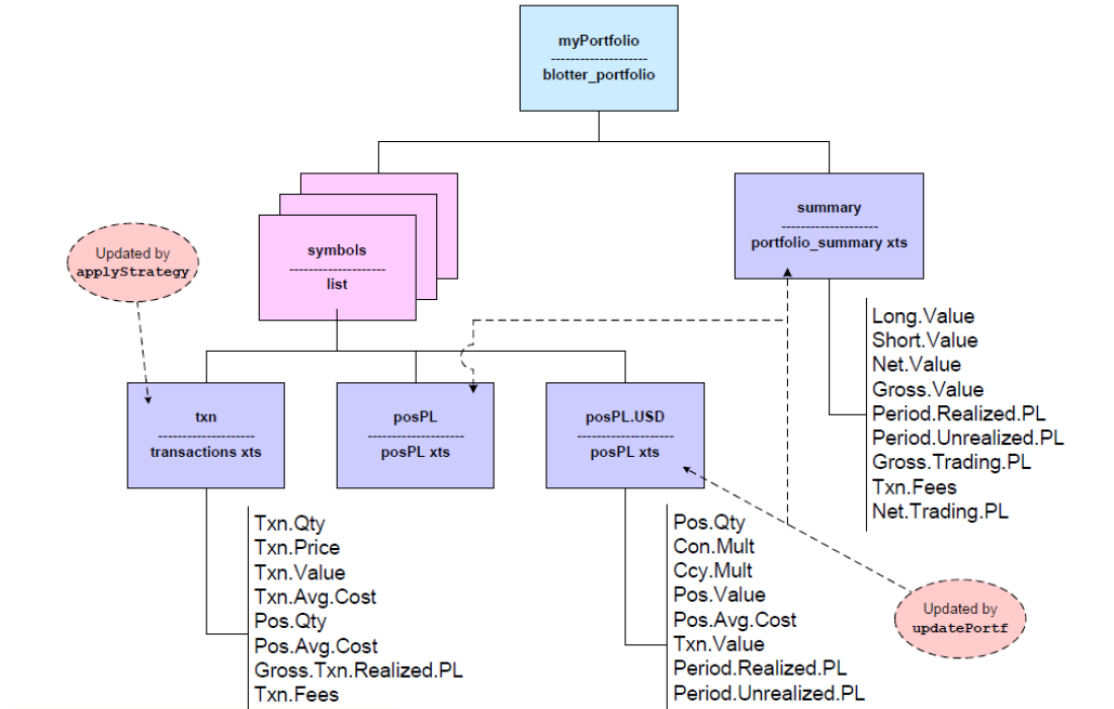 myPortfolio
---------------------
blotter_portfolio
summary
---------------------
portfolio_summary xts
symbols
---------------------
list
Updated by
applyStrategy
Long.Value
Short.Value
Net.Value
Gross.Value
Period.Realized.PL
Period.Unrealized.PL
Gross.Trading.PL
Txn.Fees
Net.Trading.PL
txn
---------------------
transactions xts
posPL
---------------------
posPL xts
posPL.USD
---------------------
posPL xts
Txn.Qty
Txn.Price
Txn.Value
Txn.Avg.Cost
Pos.Qty
Pos.Avg.Cost
Gross.Txn.Realized.PL
Txn.Fees
Pos.Qty
Con.Mult
Ccy.Mult
Pos.Value
Pos.Avg.Cost
Txn.Value
Period.Realized.PL
Period.Unrealized.PL
Updated by
updatePortf